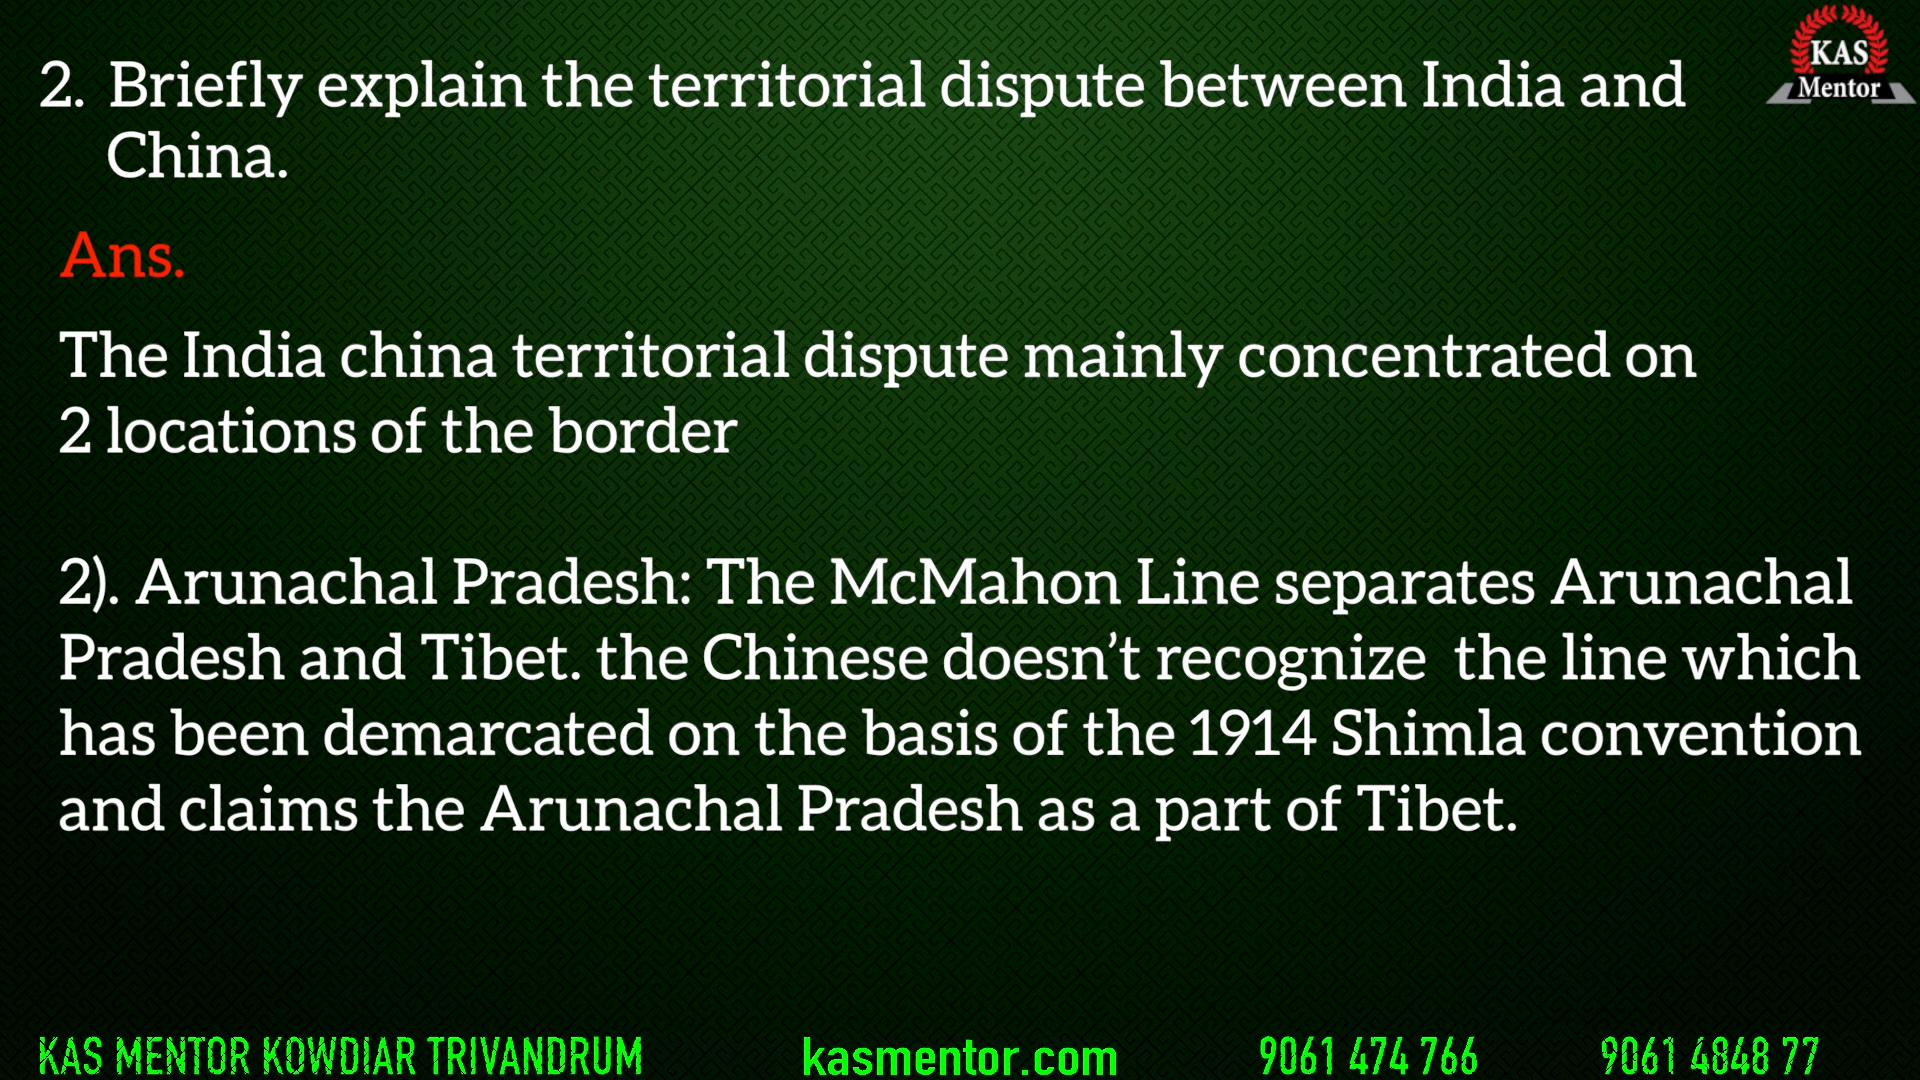 KAS
Mentor
2. Briefly explain the territorial dispute between India and
China.
Ans.
The India china territorial dispute mainly concentrated on
2 locations of the border
2). Arunachal Pradesh: The McMahon Line separates Arunachal
Pradesh and Tibet. the Chinese doesn’t recognize  the line which
has been demarcated on the basis of the 1914 Shimla convention
and claims the Arunachal Pradesh as a part of Tibet.
KAS MENTOR KOWDIAR TRIVANDRUM kasmentor.com 9061 474 766 9061 4848 77